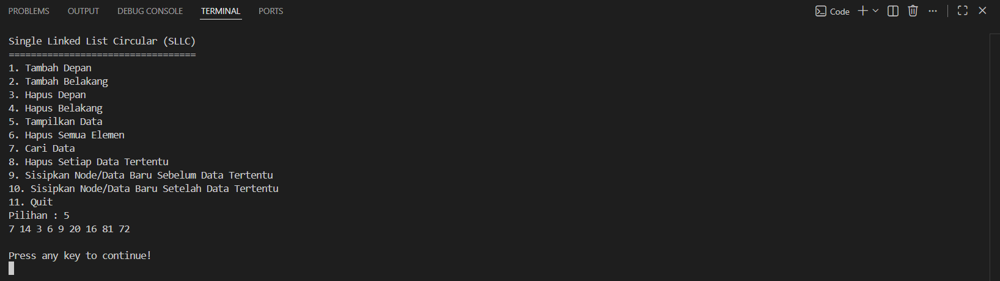 PROBLEMS OUTPUT DEBUG CONSOLE TERMINAL PORTS Code
Single Linked List Circular (SLLC)
==================================
1. Tambah Depan
2. Tambah Belakang
3. Hapus Depan
4. Hapus Belakang
5. Tampilkan Data
6. Hapus Semua Elemen
7. Cari Data
8. Hapus Setiap Data Tertentu
9. Sisipkan Node/Data Baru Sebelum Data Tertentu
10. Sisipkan Node/Data Baru Setelah Data Tertentu
11. Quit
Pilihan : 5
7 14 3 6 9 20 16 81 72
Press any key to continue!